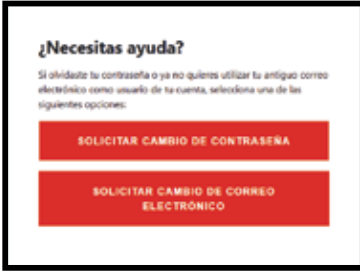 ¿Necesitas ayuda?
Si olvidaste tu contraseña o ya no quieres utilizar tu antiguo correo
electrónico como usuario de tu cuenta, selecciona una de las
siguientes opciones:
SOLICITAR CAMBIO DE CONTRASEÑA
SOLICITAR CAMBIO DE CORREO
ELECTRÓNICO